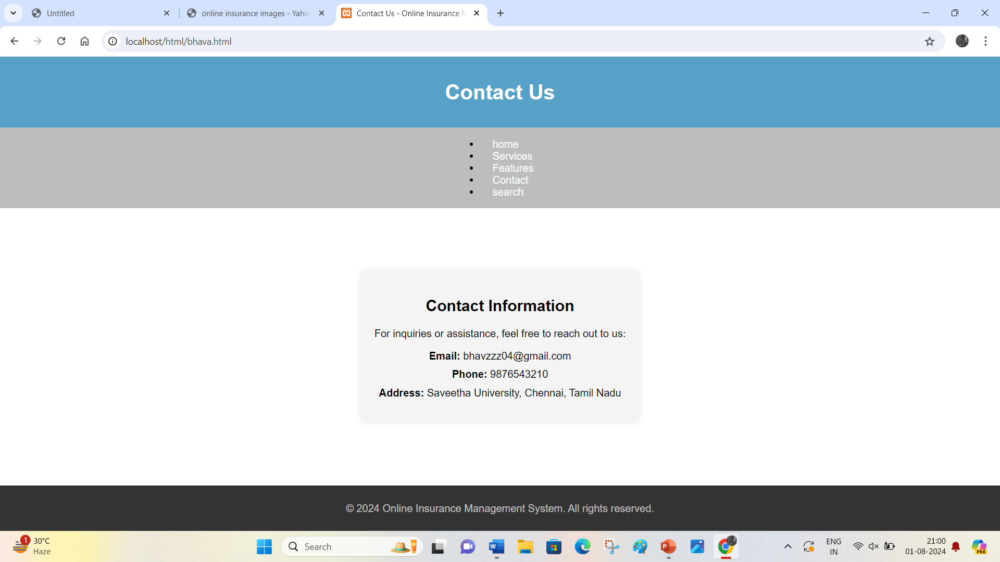 Untitled
online insurance images - Yaho
Contact Us - Online Insurance M
localhost/html/bhava.html
Contact Us
home
Services
Features
Contact
search
Contact Information
For inquiries or assistance, feel free to reach out to us:
Email: bhavzzz04@gmail.com
Phone: 9876543210
Address: Saveetha University, Chennai, Tamil Nadu
© 2024 Online Insurance Management System. All rights reserved.
1
30°C
Haze
Search
W
P
ENG
IN
21:00
01-08-2024
PRE